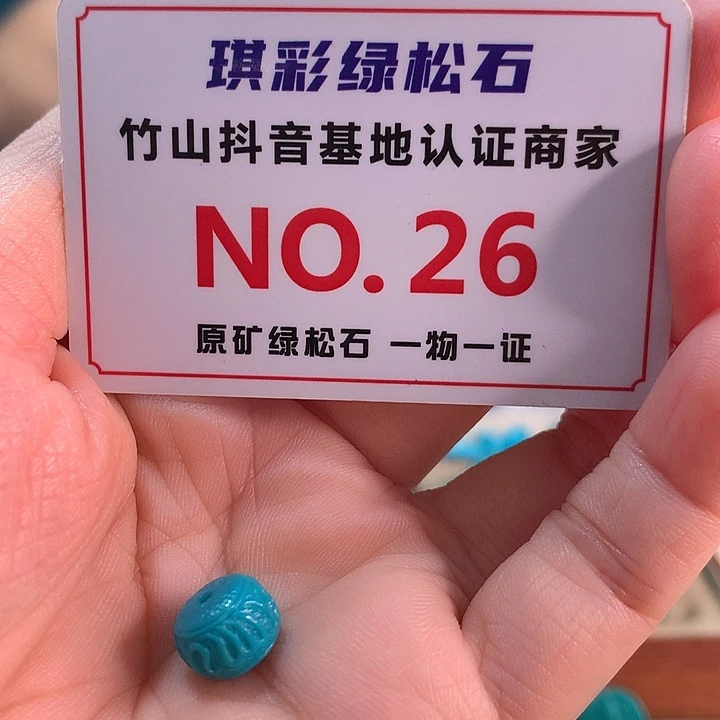 琪彩绿松石
竹山抖音基地认证商家
NO.26
原矿绿松石 一物一证